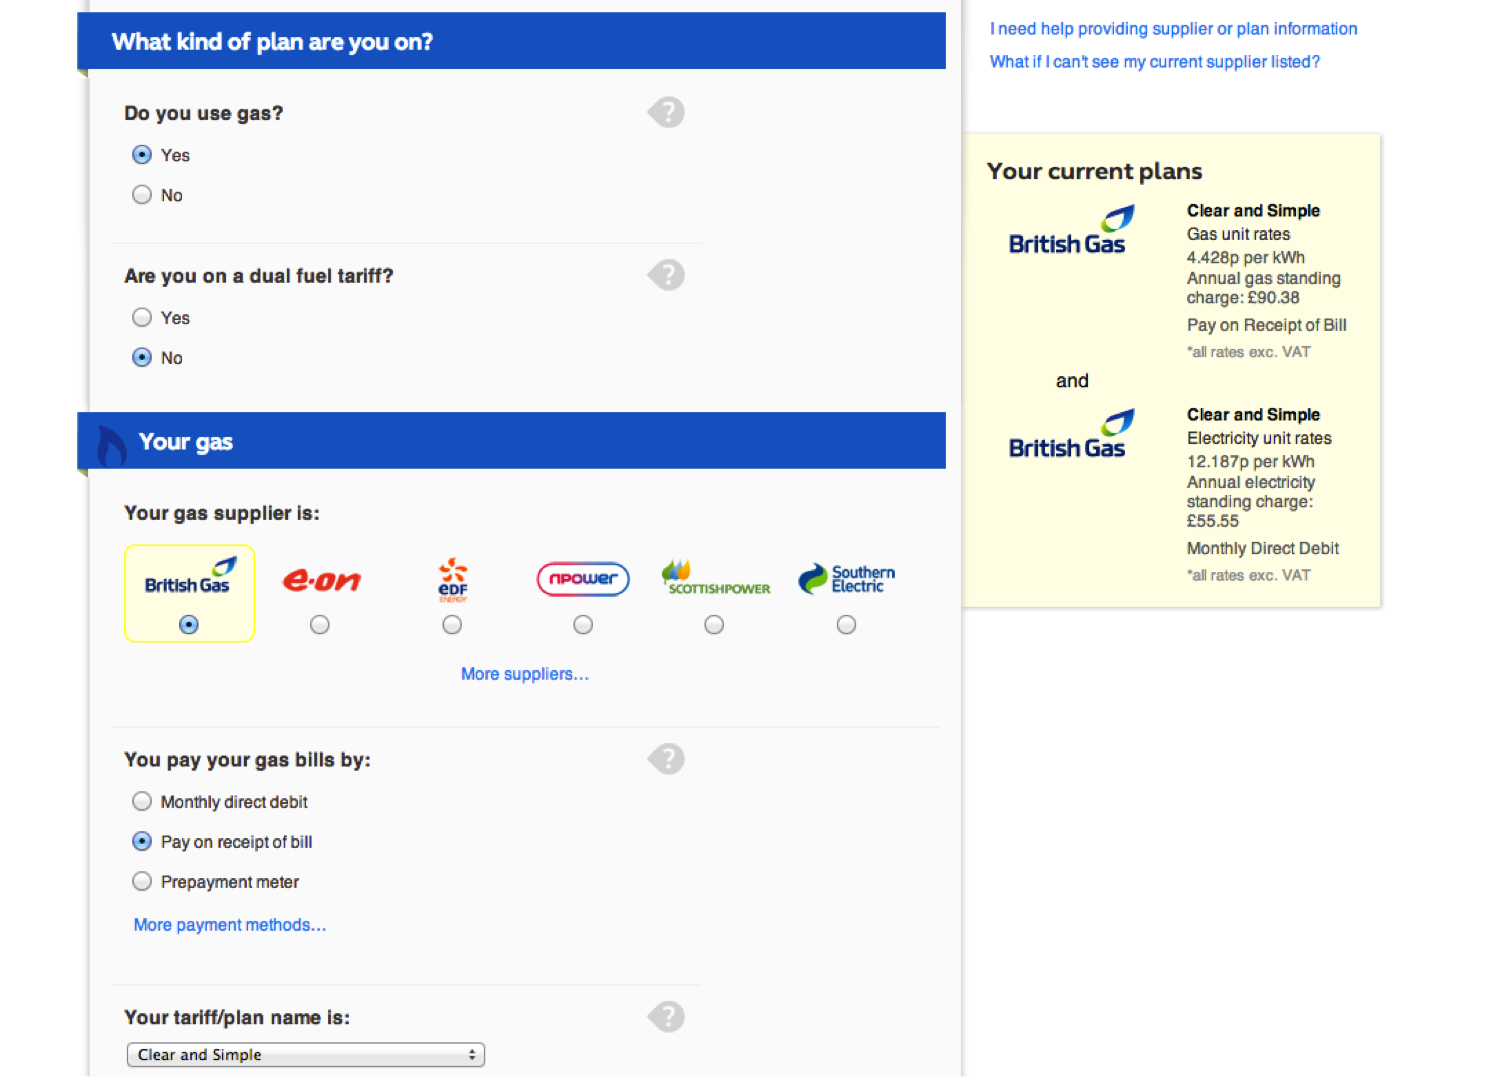 What kind of plan are you on?
Do you use gas?
?
Yes
No
Are you on a dual fuel tariff?
?
Yes
No
Your gas
Your gas supplier is:
British Gas
e·on
eDF
ENERGY
npower
SCOTTISHPOWER
Southern
Electric
More suppliers...
You pay your gas bills by:
?
Monthly direct debit
Pay on receipt of bill
Prepayment meter
More payment methods...
Your tariff/plan name is:
?
Clear and Simple
I need help providing supplier or plan information
What if I can't see my current supplier listed?
Your current plans
British Gas
Clear and Simple
Gas unit rates
4.428p per kWh
Annual gas standing
charge: £90.38
Pay on Receipt of Bill
*all rates exc. VAT
and
British Gas
Clear and Simple
Electricity unit rates
12.187p per kWh
Annual electricity
standing charge:
£55.55
Monthly Direct Debit
*all rates exc. VAT